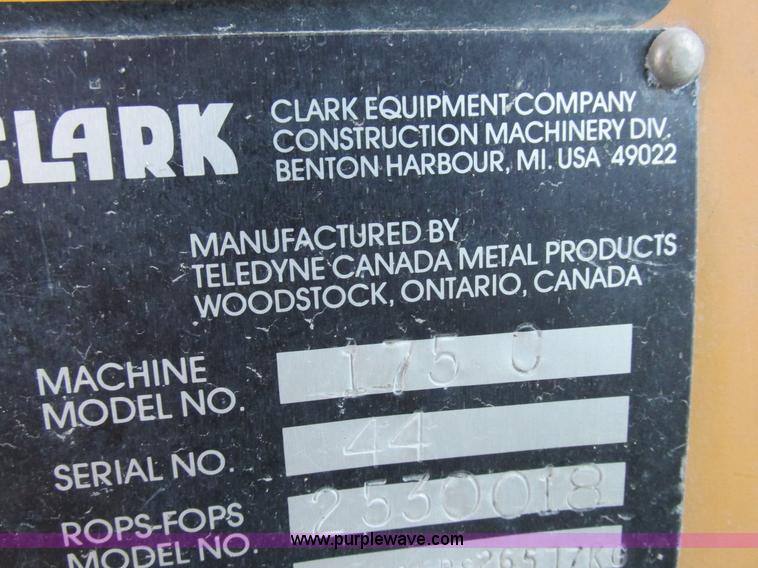 CLARK
CLARK EQUIPMENT COMPANY
CONSTRUCTION MACHINERY DIV.
BENTON HARBOUR, MI. USA 49022
MANUFACTURED BY
TELEDYNE CANADA METAL PRODUCTS
WOODSTOCK, ONTARIO, CANADA
MACHINE
MODEL NO. 175 C
SERIAL NO. 44
ROPS-FOPS
MODEL NO. 2530018
26517KG
www.purplewave.com